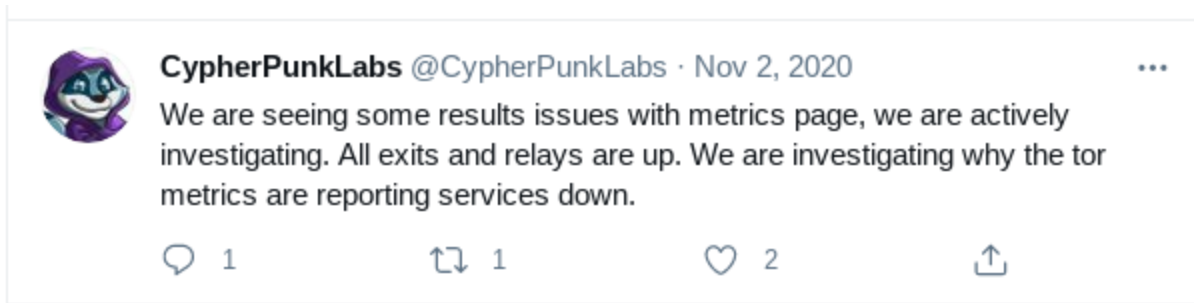 CypherPunkLabs @CypherPunkLabs · Nov 2, 2020
We are seeing some results issues with metrics page, we are actively
investigating. All exits and relays are up. We are investigating why the tor
metrics are reporting services down.
1 1 2